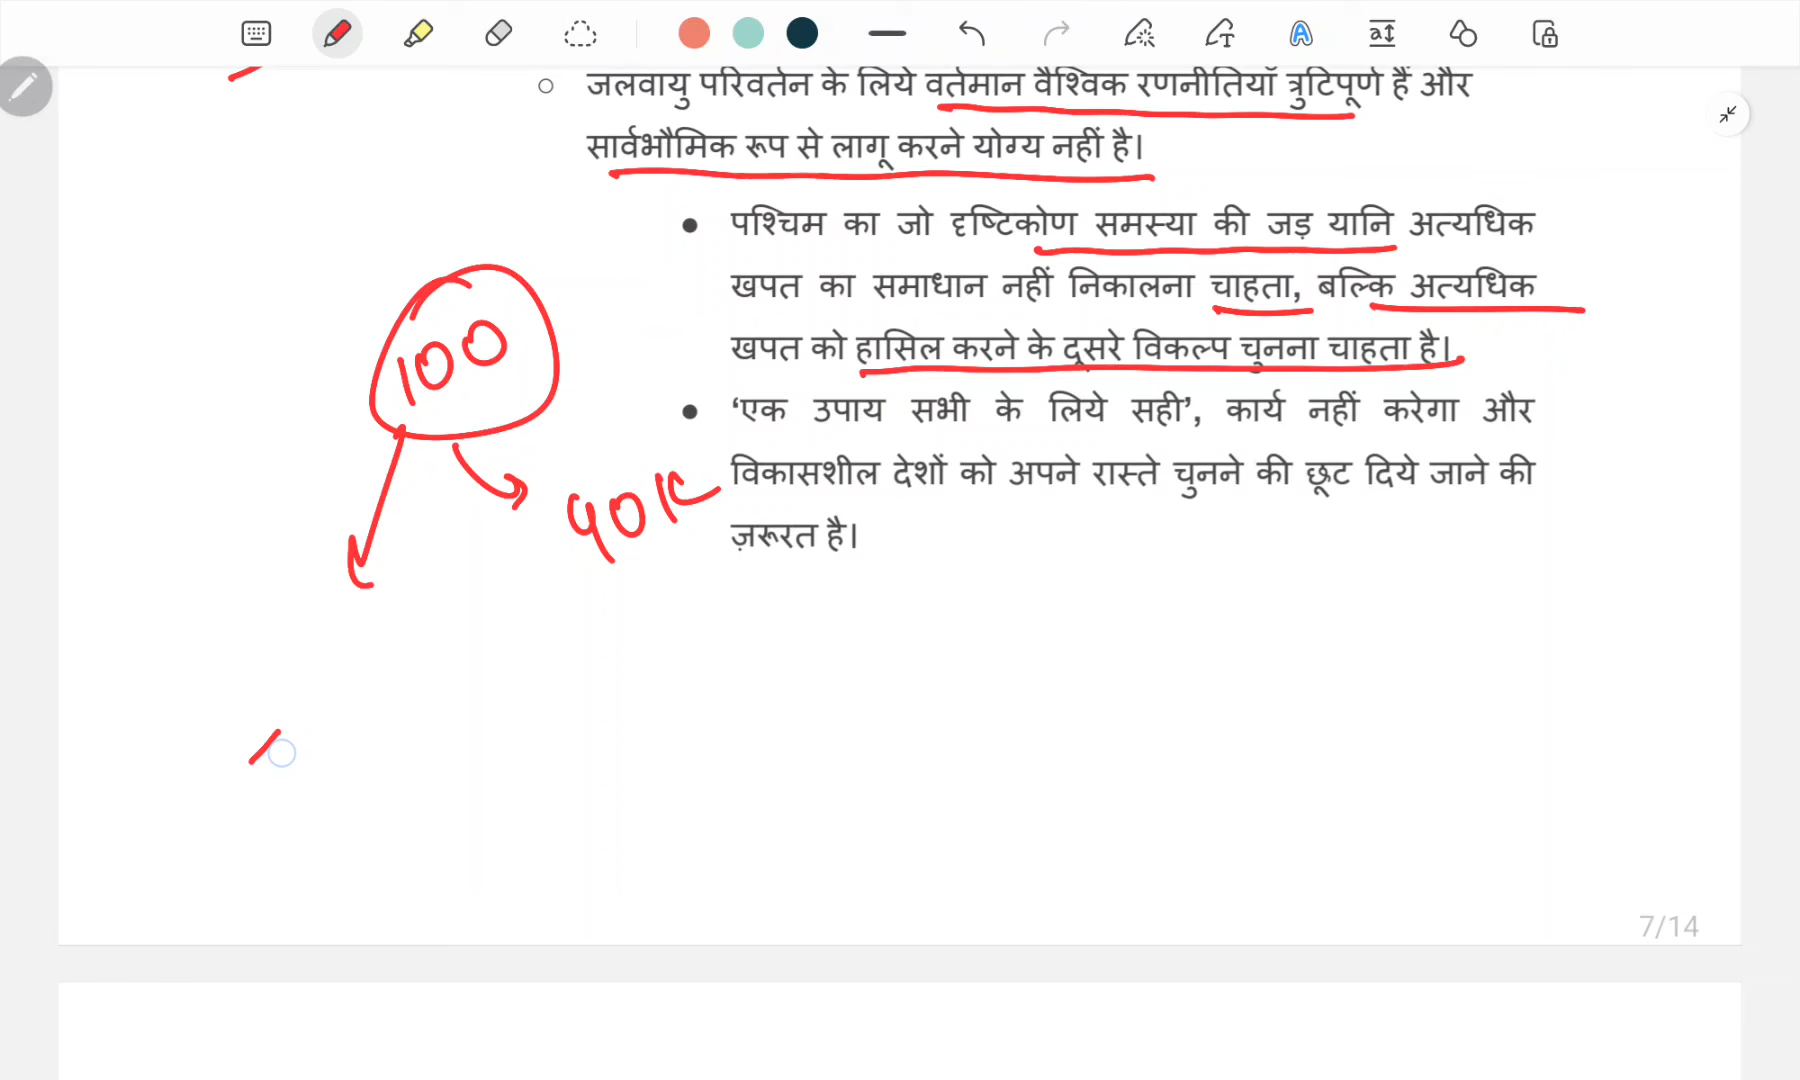 जलवायु परिवर्तन के लिये वर्तमान वैश्विक रणनीतियाँ त्रुटिपूर्ण हैं और
सार्वभौमिक रूप से लागू करने योग्य नहीं है।
पश्चिम का जो दृष्टिकोण समस्या की जड़ यानि अत्यधिक
खपत का समाधान नहीं निकालना चाहता, बल्कि अत्यधिक
खपत को हासिल करने के दूसरे विकल्प चुनना चाहता है।
‘एक उपाय सभी के लिये सही’, कार्य नहीं करेगा और
विकासशील देशों को अपने रास्ते चुनने की छूट दिये जाने की
ज़रूरत है।
100
7/14